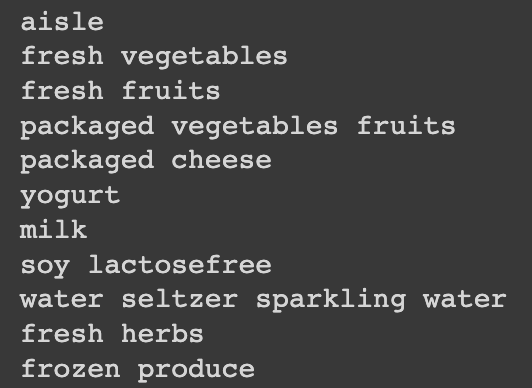 aisle
fresh vegetables
fresh fruits
packaged vegetables fruits
packaged cheese
yogurt
milk
soy lactosefree
water seltzer sparkling water
fresh herbs
frozen produce